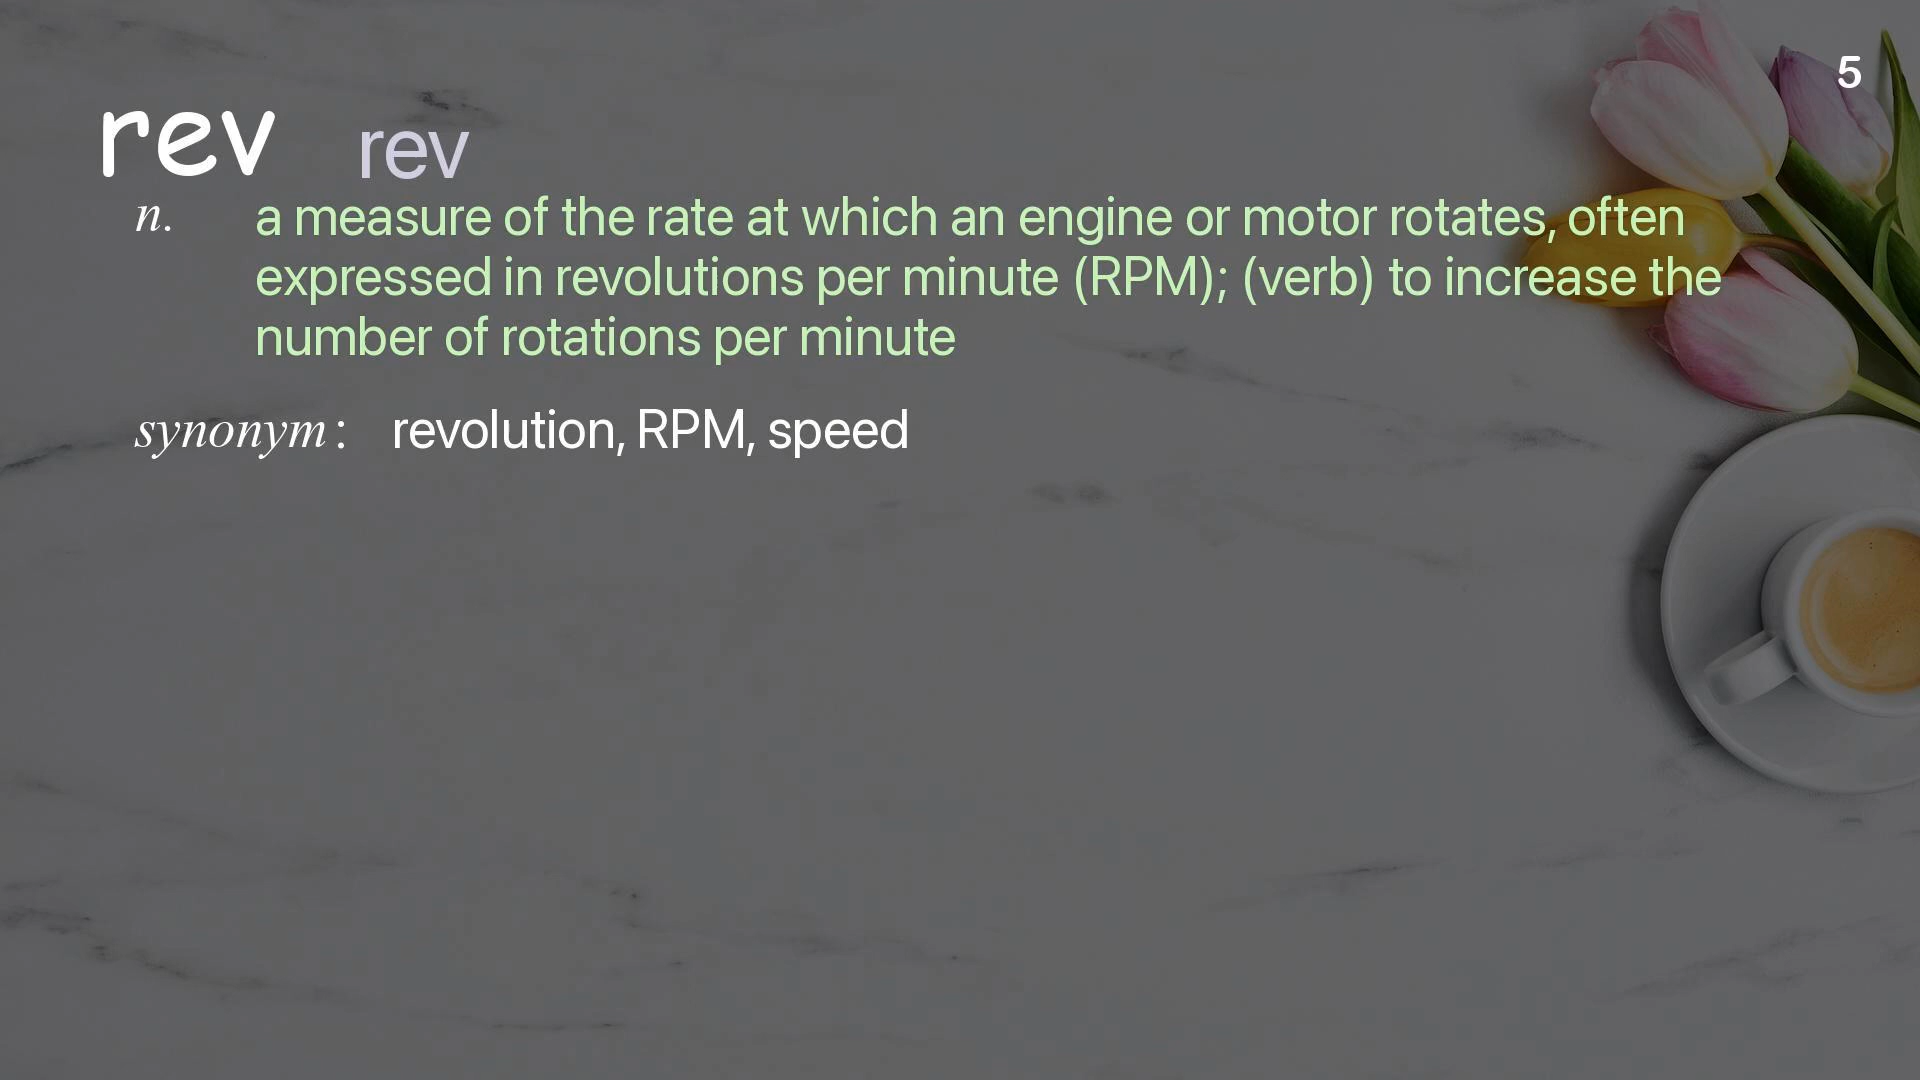 5
rev rev
n. a measure of the rate at which an engine or motor rotates, often
expressed in revolutions per minute (RPM); (verb) to increase the
number of rotations per minute
synonym : revolution, RPM, speed